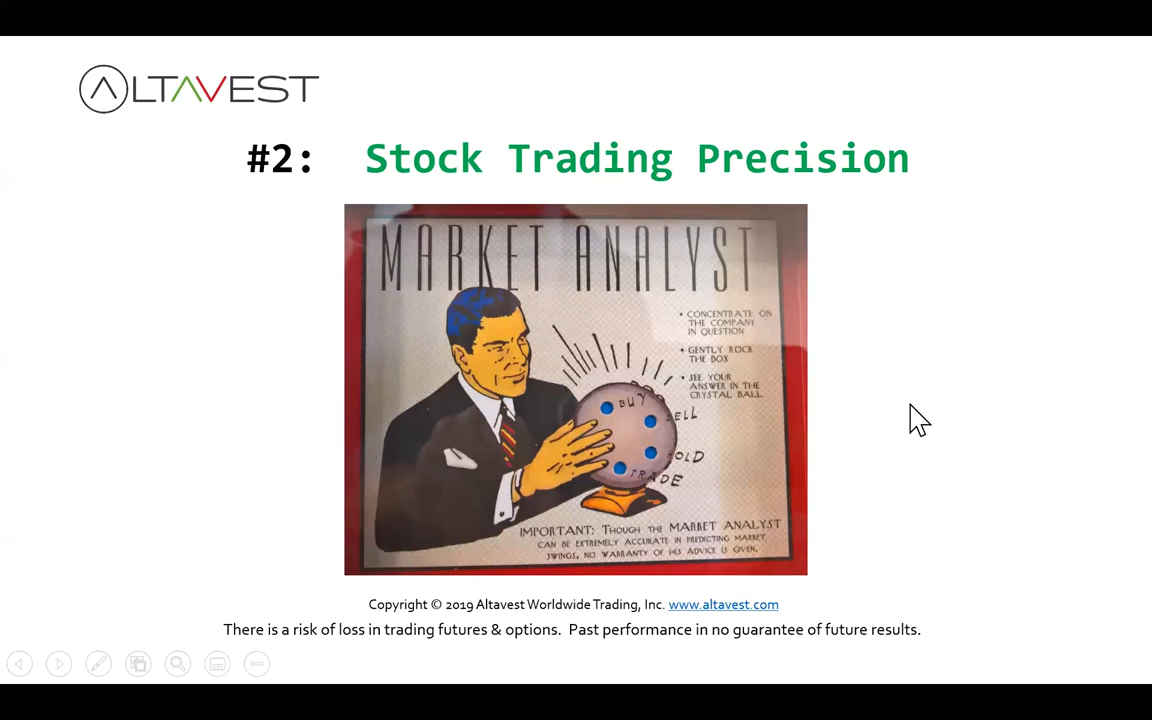 ALTAVEST
#2: Stock Trading Precision
MARKET ANALYST
• CONCENTRATE ON
THE COMPANY
IN QUESTION
• GENTLY ROCK
THE BOX
• SEE YOUR
ANSWER IN THE
CRYSTAL BALL
BUY
SELL
HOLD
TRADE
IMPORTANT: THOUGH THE MARKET ANALYST
CAN BE EXTREMELY ACCURATE IN PREDICTING MARKET
SWINGS, NO WARRANTY OF HIS ADVICE IS GIVEN.
Copyright © 2019 Altavest Worldwide Trading, Inc. www.altavest.com
There is a risk of loss in trading futures & options. Past performance in no guarantee of future results.